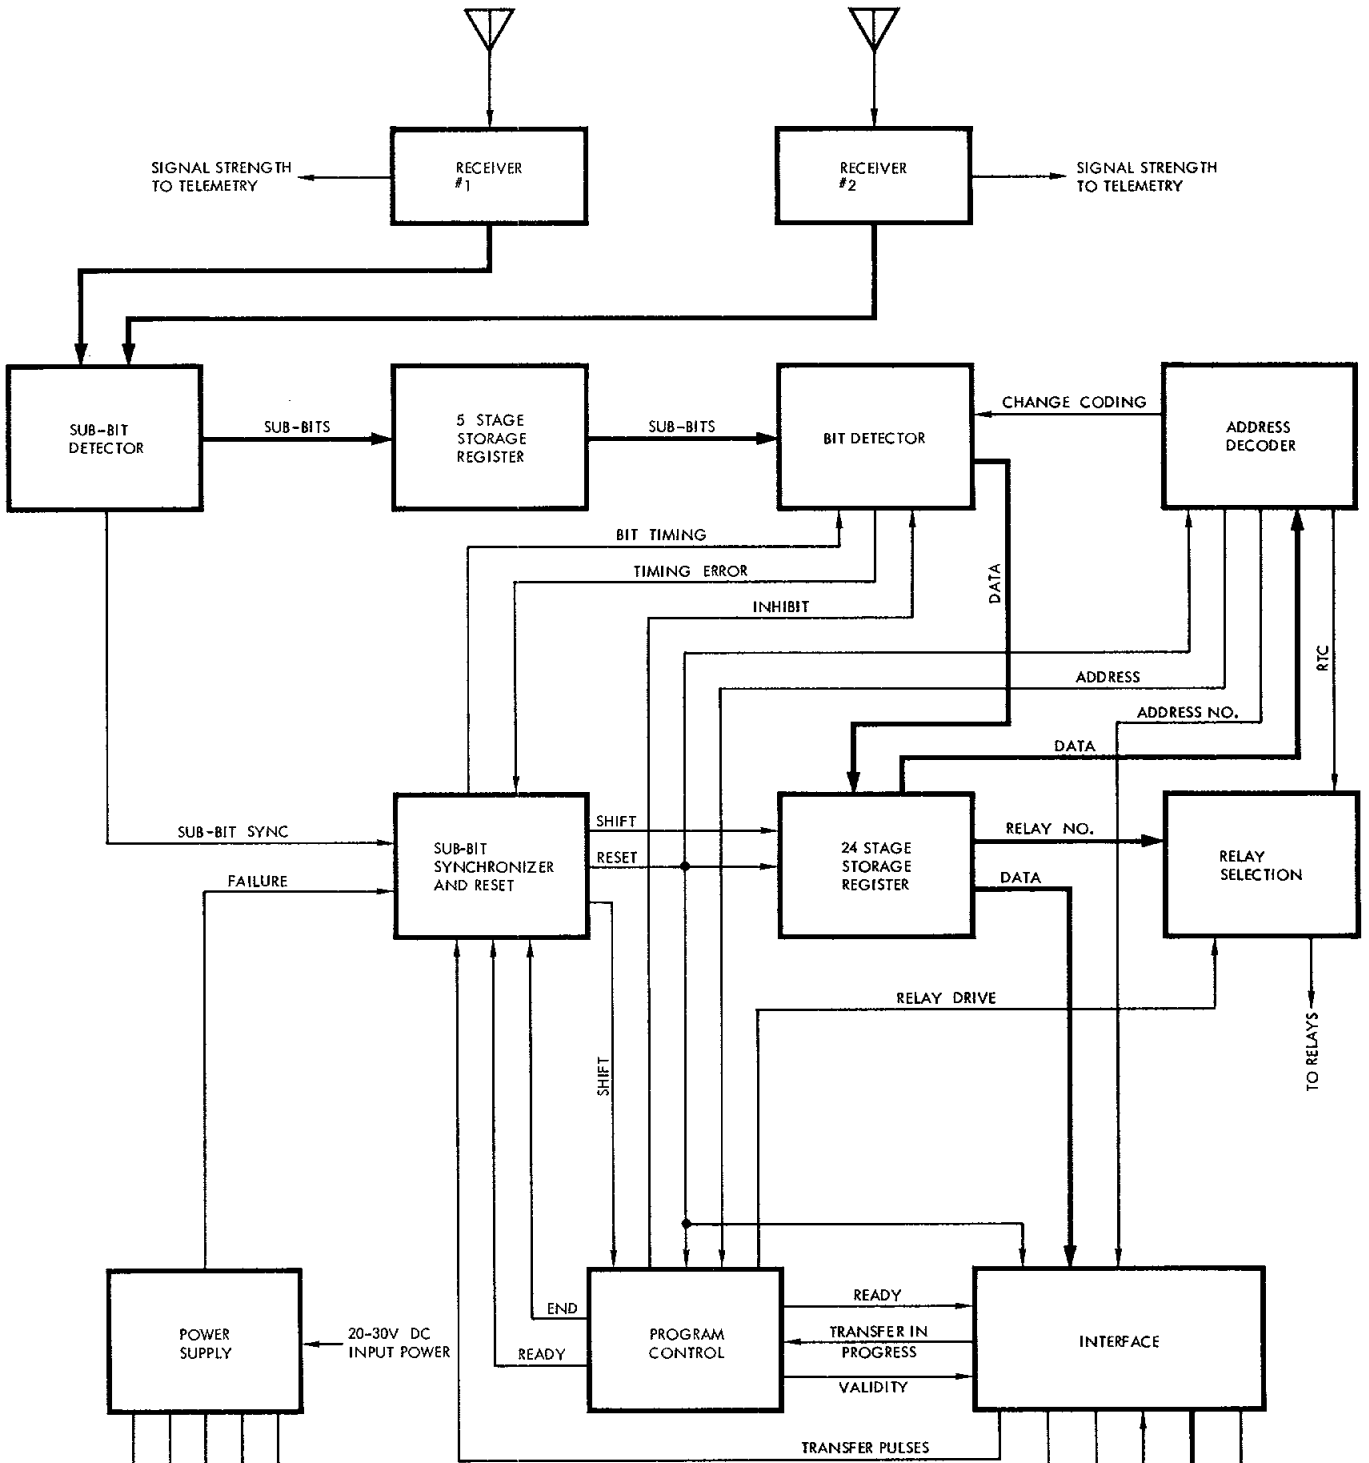 RECEIVER
#1
RECEIVER
#2
SIGNAL STRENGTH
TO TELEMETRY
SIGNAL STRENGTH
TO TELEMETRY
SUB-BIT
DETECTOR
SUB-BITS
5 STAGE
STORAGE
REGISTER
SUB-BITS
BIT DETECTOR
CHANGE CODING
ADDRESS
DECODER
BIT TIMING
TIMING ERROR
INHIBIT
DATA
RTC
ADDRESS
ADDRESS NO.
DATA
SUB-BIT SYNC
FAILURE
SUB-BIT
SYNCHRONIZER
AND RESET
SHIFT
RESET
24 STAGE
STORAGE
REGISTER
RELAY NO.
DATA
RELAY
SELECTION
RELAY DRIVE
SHIFT
TO RELAYS
POWER
SUPPLY
20-30V DC
INPUT POWER
END
READY
PROGRAM
CONTROL
READY
TRANSFER IN
PROGRESS
VALIDITY
INTERFACE
TRANSFER PULSES